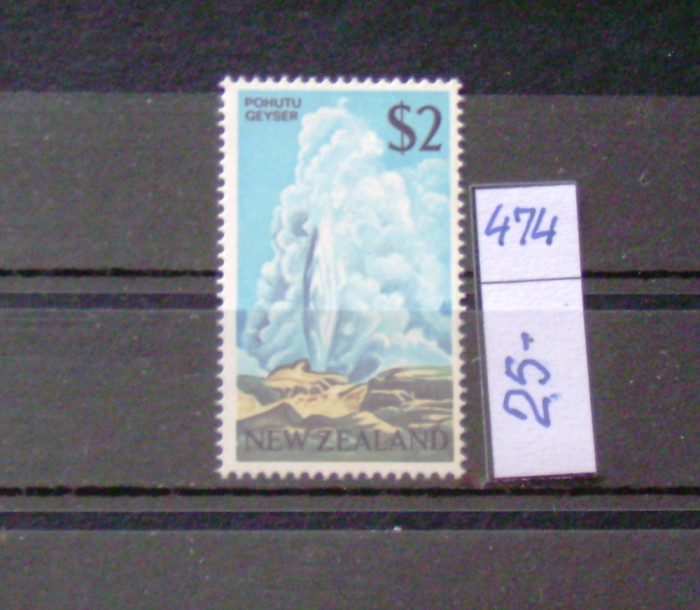 POHUTU
GEYSER
$2
NEW ZEALAND
474
25-